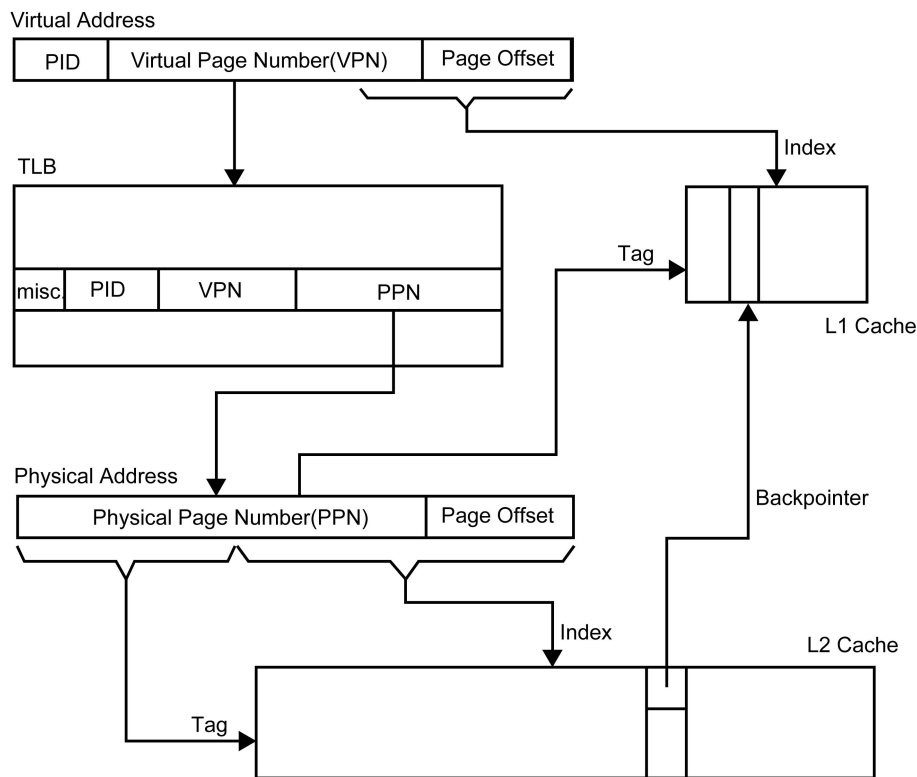 Virtual Address
PID
Virtual Page Number(VPN)
Page Offset
Index
TLB
Tag
misc.
PID
VPN
PPN
L1 Cache
Physical Address
Physical Page Number(PPN)
Page Offset
Backpointer
Index
L2 Cache
Tag